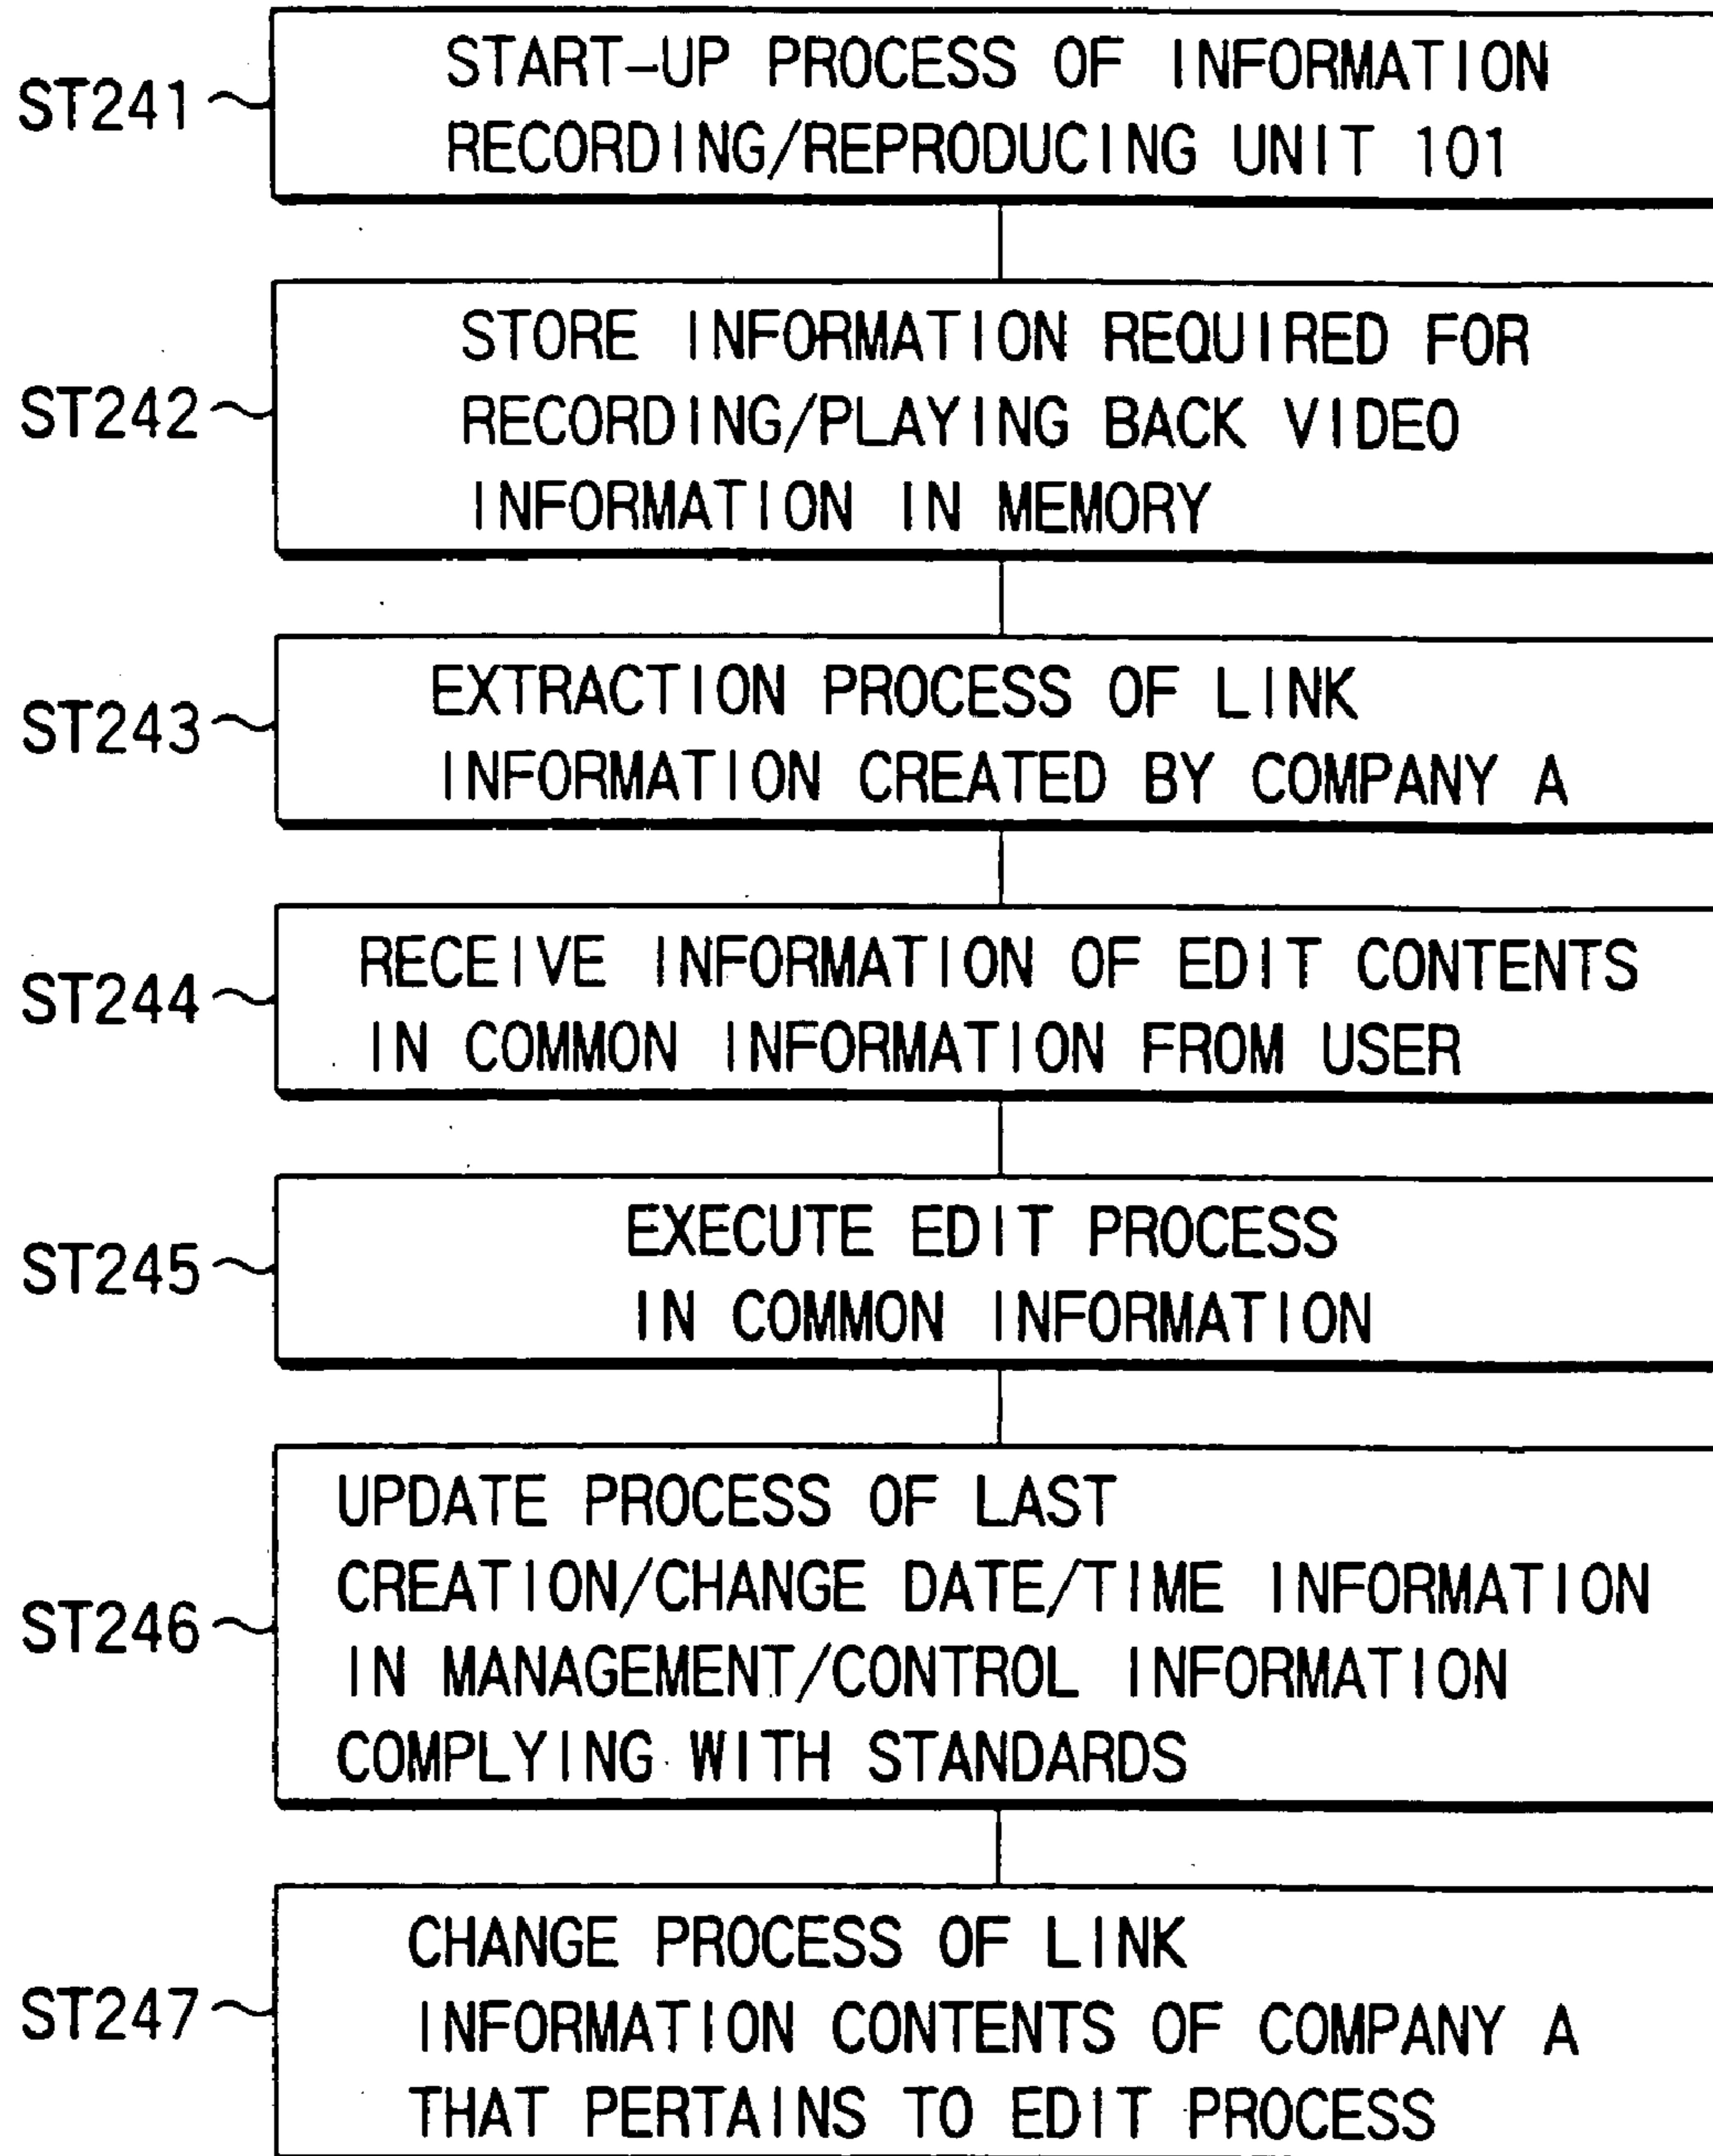 ST241
START-UP PROCESS OF INFORMATION
RECORDING/REPRODUCING UNIT 101
ST242
STORE INFORMATION REQUIRED FOR
RECORDING/PLAYING BACK VIDEO
INFORMATION IN MEMORY
ST243
EXTRACTION PROCESS OF LINK
INFORMATION CREATED BY COMPANY A
ST244
RECEIVE INFORMATION OF EDIT CONTENTS
IN COMMON INFORMATION FROM USER
ST245
EXECUTE EDIT PROCESS
IN COMMON INFORMATION
ST246
UPDATE PROCESS OF LAST
CREATION/CHANGE DATE/TIME INFORMATION
IN MANAGEMENT/CONTROL INFORMATION
COMPLYING WITH STANDARDS
ST247
CHANGE PROCESS OF LINK
INFORMATION CONTENTS OF COMPANY A
THAT PERTAINS TO EDIT PROCESS